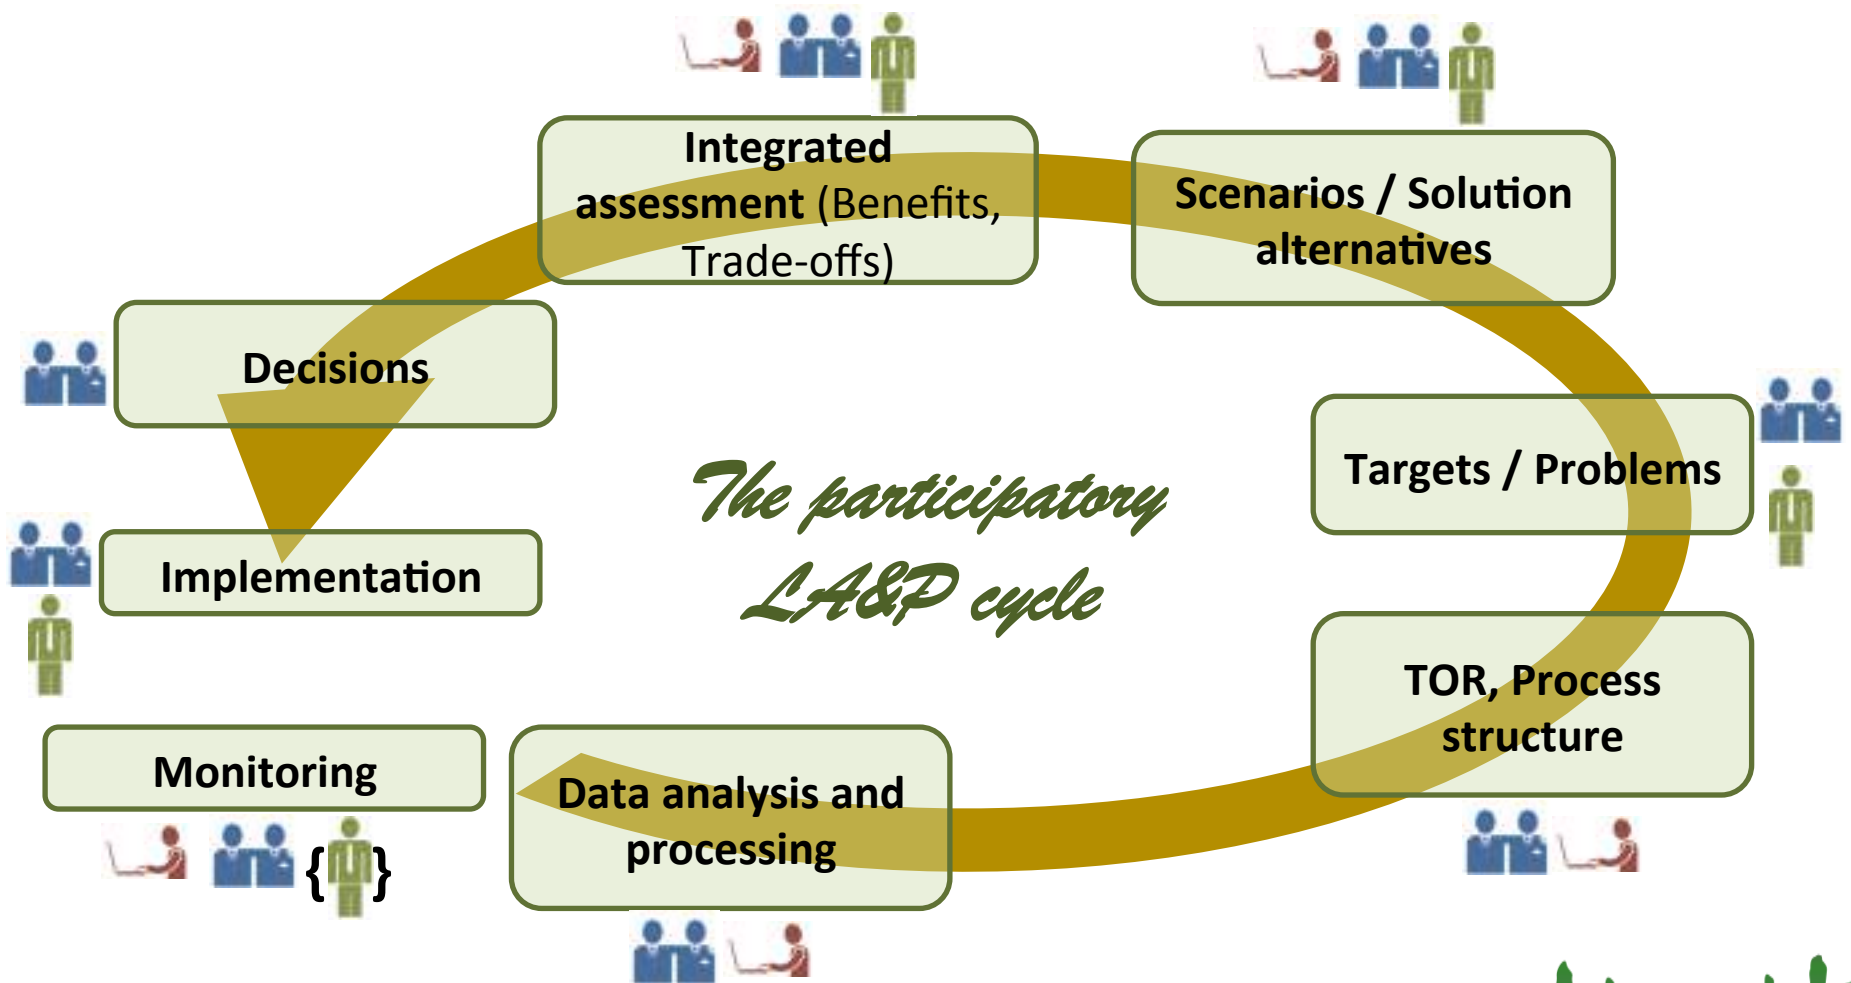 Integrated
assessment (Benefits,
Trade-offs)
Scenarios / Solution
alternatives
Decisions
Targets / Problems
The participatory
LA&P cycle
Implementation
TOR, Process
structure
Monitoring
Data analysis and
processing
{ }